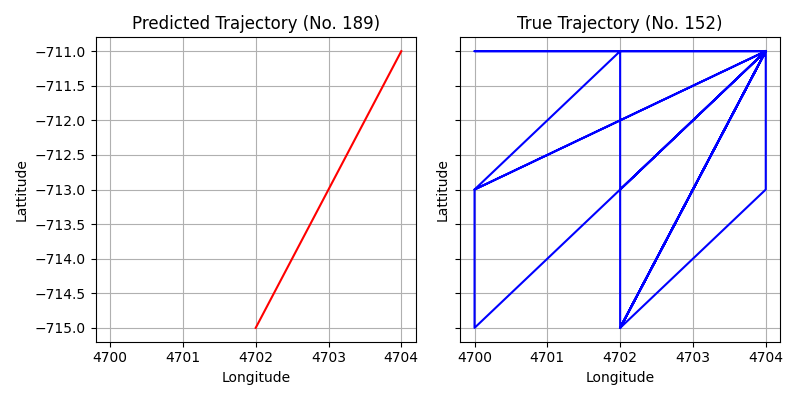 Predicted Trajectory (No. 189)
−711.0
−711.5
−712.0
−712.5
−713.0
−713.5
−714.0
−714.5
−715.0
Lattitude
4700 4701 4702 4703 4704
Longitude
True Trajectory (No. 152)
Lattitude
4700 4701 4702 4703 4704
Longitude